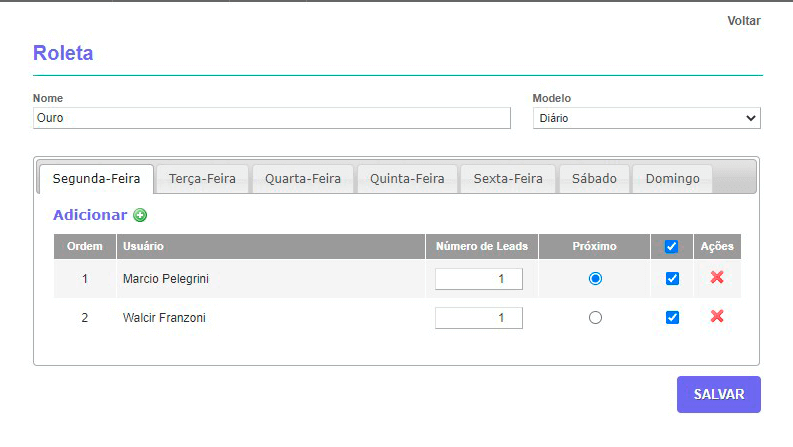 Voltar
Roleta
Nome
Modelo
Ouro
Diário
Segunda-Feira Terça-Feira Quarta-Feira Quinta-Feira Sexta-Feira Sábado Domingo
Adicionar
Ordem Usuário Número de Leads Próximo Ações
1 Marcio Pelegrini 1
2 Walcir Franzoni 1
SALVAR